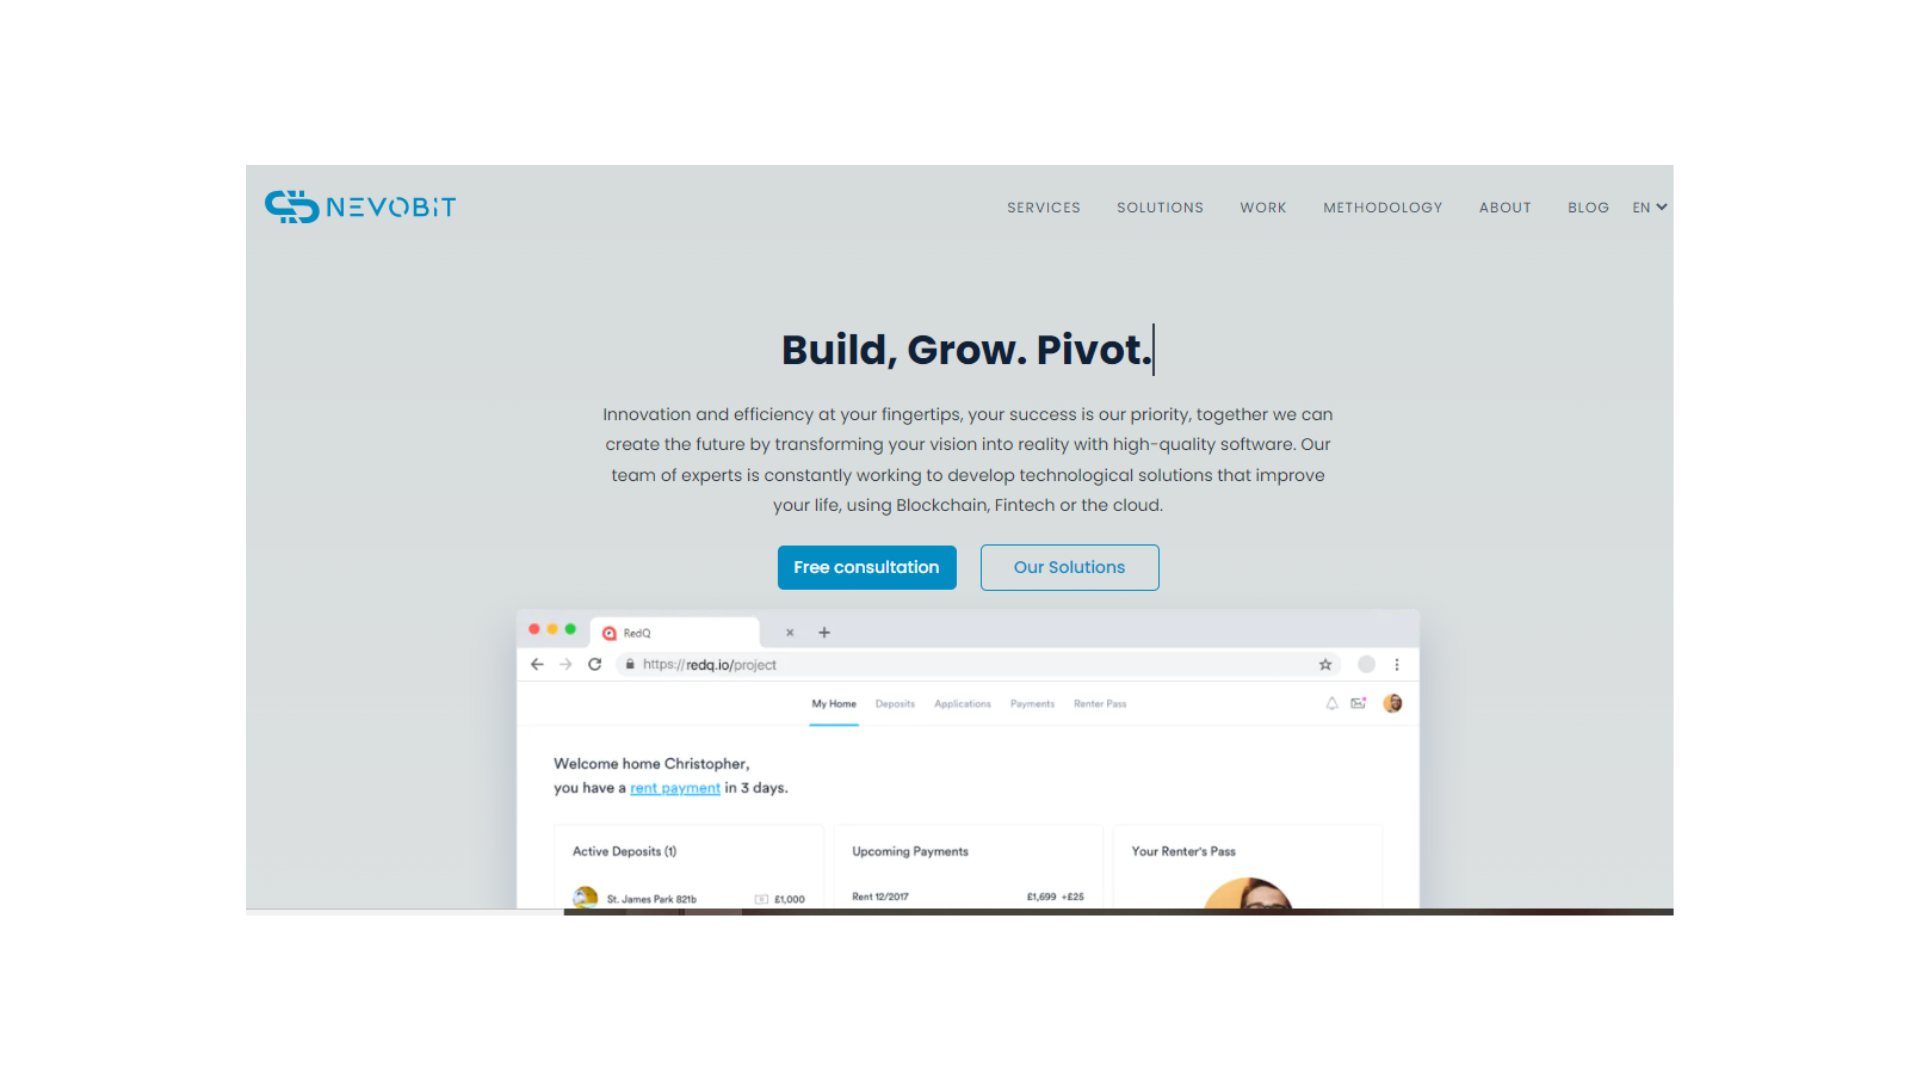 NEVOBIT
SERVICES SOLUTIONS WORK METHODOLOGY ABOUT BLOG EN
Build, Grow. Pivot.
Innovation and efficiency at your fingertips, your success is our priority, together we can
create the future by transforming your vision into reality with high-quality software. Our
team of experts is constantly working to develop technological solutions that improve
your life, using Blockchain, Fintech or the cloud.
Free consultation Our Solutions
RedQ
https://redq.io/project
My Home Deposits Applications Payments Renter Pass
Welcome home Christopher,
you have a rent payment in 3 days.
Active Deposits (1) Upcoming Payments Your Renter's Pass
St. James Park 821b £1,000 Rent 12/2017 £1,699 +£25